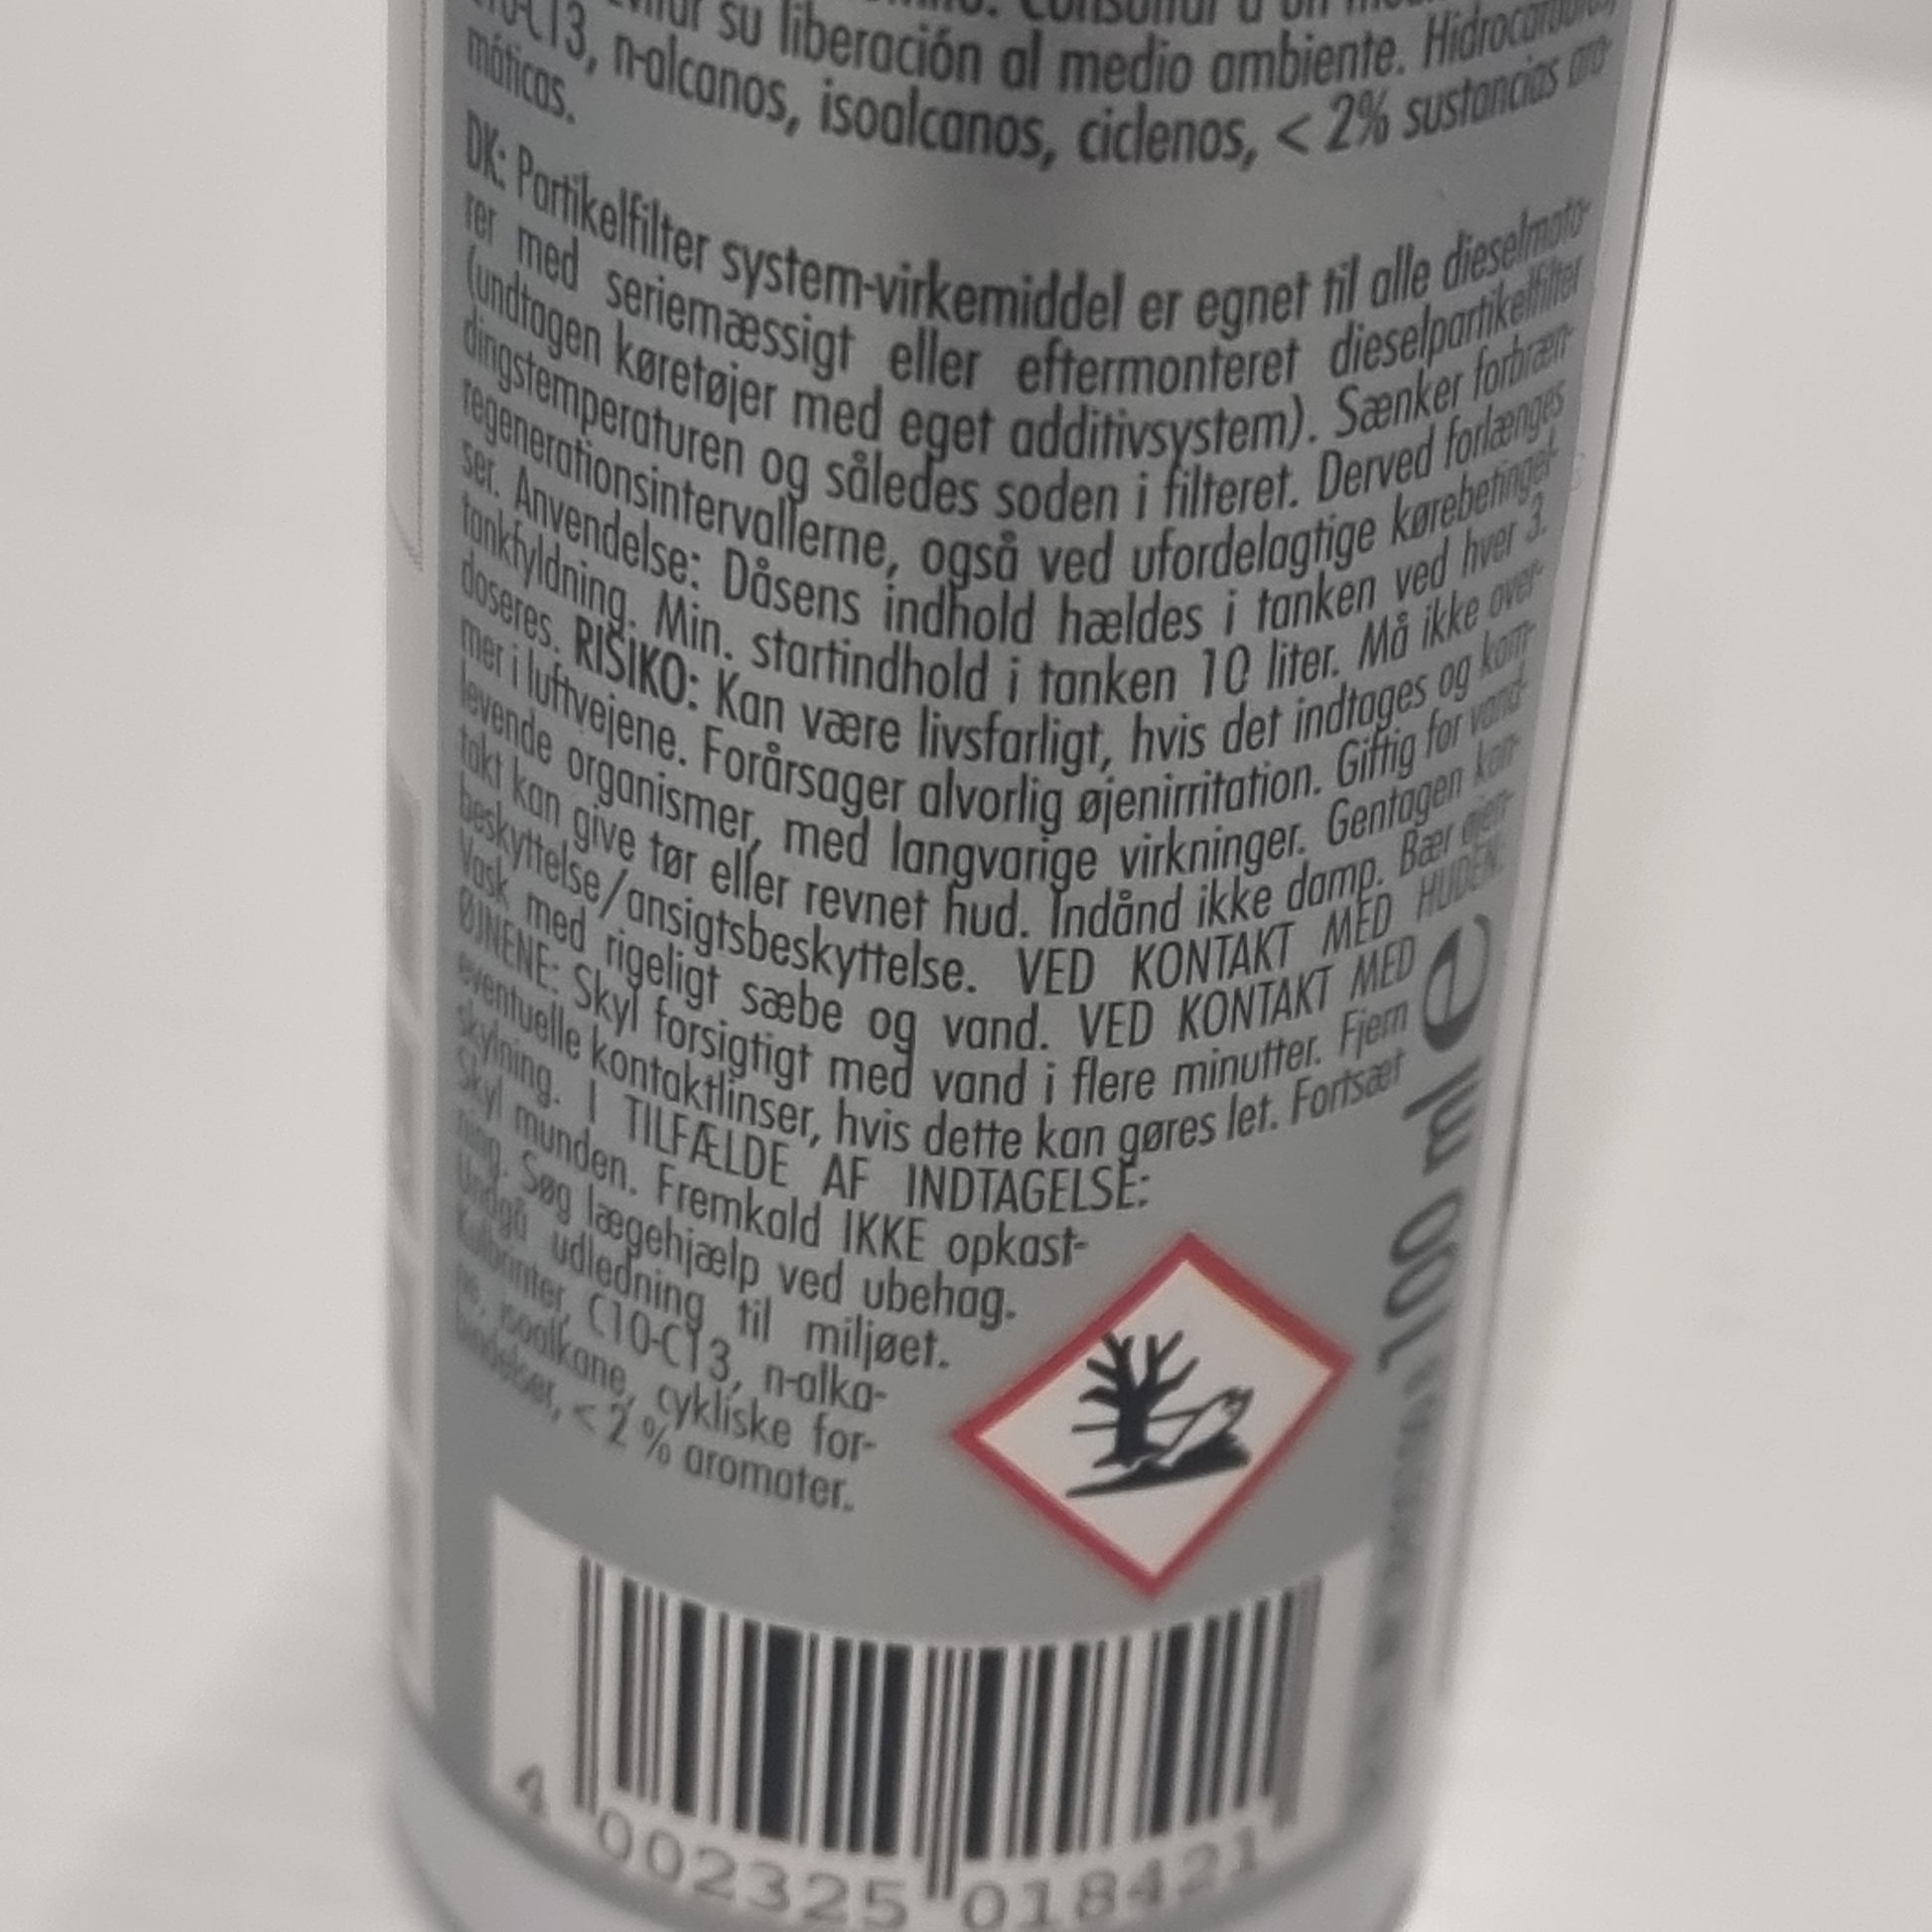 su liberación al medio ambiente.
C13, n-alcanos, isoalcanos, ciclenos, < 2% sustancias aro-
máticas.
DK: Partikelfilter system-virkemiddel er egnet til alle dieselmoto-
rer med seriemæssigt eller eftermonteret dieselpartikelfilter
(undtagen køretøjer med eget additivsystem). Sænker forbræn-
dingstemperaturen og således soden i filteret. Derved forlænges
regenerationsintervallerne, også ved ufordelagtige kørebetingel-
ser. Anvendelse: Dåsens indhold hældes i tanken ved hver 3.
tankfyldning. Min. startindhold i tanken 10 liter. Må ikke over-
doseres. RISIKO: Kan være livsfarligt, hvis det indtages og kom-
mer i luftvejene. Forårsager alvorlig øjenirritation. Giftig for vand-
levende organismer, med langvarige virkninger. Gentagen kon-
takt kan give tør eller revnet hud. Indånd ikke damp. Bær øjen-
beskyttelse/ansigtsbeskyttelse. VED KONTAKT MED HUDEN:
Vask med rigeligt sæbe og vand. VED KONTAKT MED
ØJNENE: Skyl forsigtigt med vand i flere minutter. Fjern
eventuelle kontaktlinser, hvis dette kan gøres let. Fortsæt
skylning. I TILFÆLDE AF INDTAGELSE:
Skyl munden. Fremkald IKKE opkast-
ning. Søg lægehjælp ved ubehag.
Undgå udledning til miljøet.
Kulbrinter, C10-C13, n-alka-
ne, isoalkane, cykliske for-
bindelser, < 2 % aromater.
100 ml e
4 002325 018421